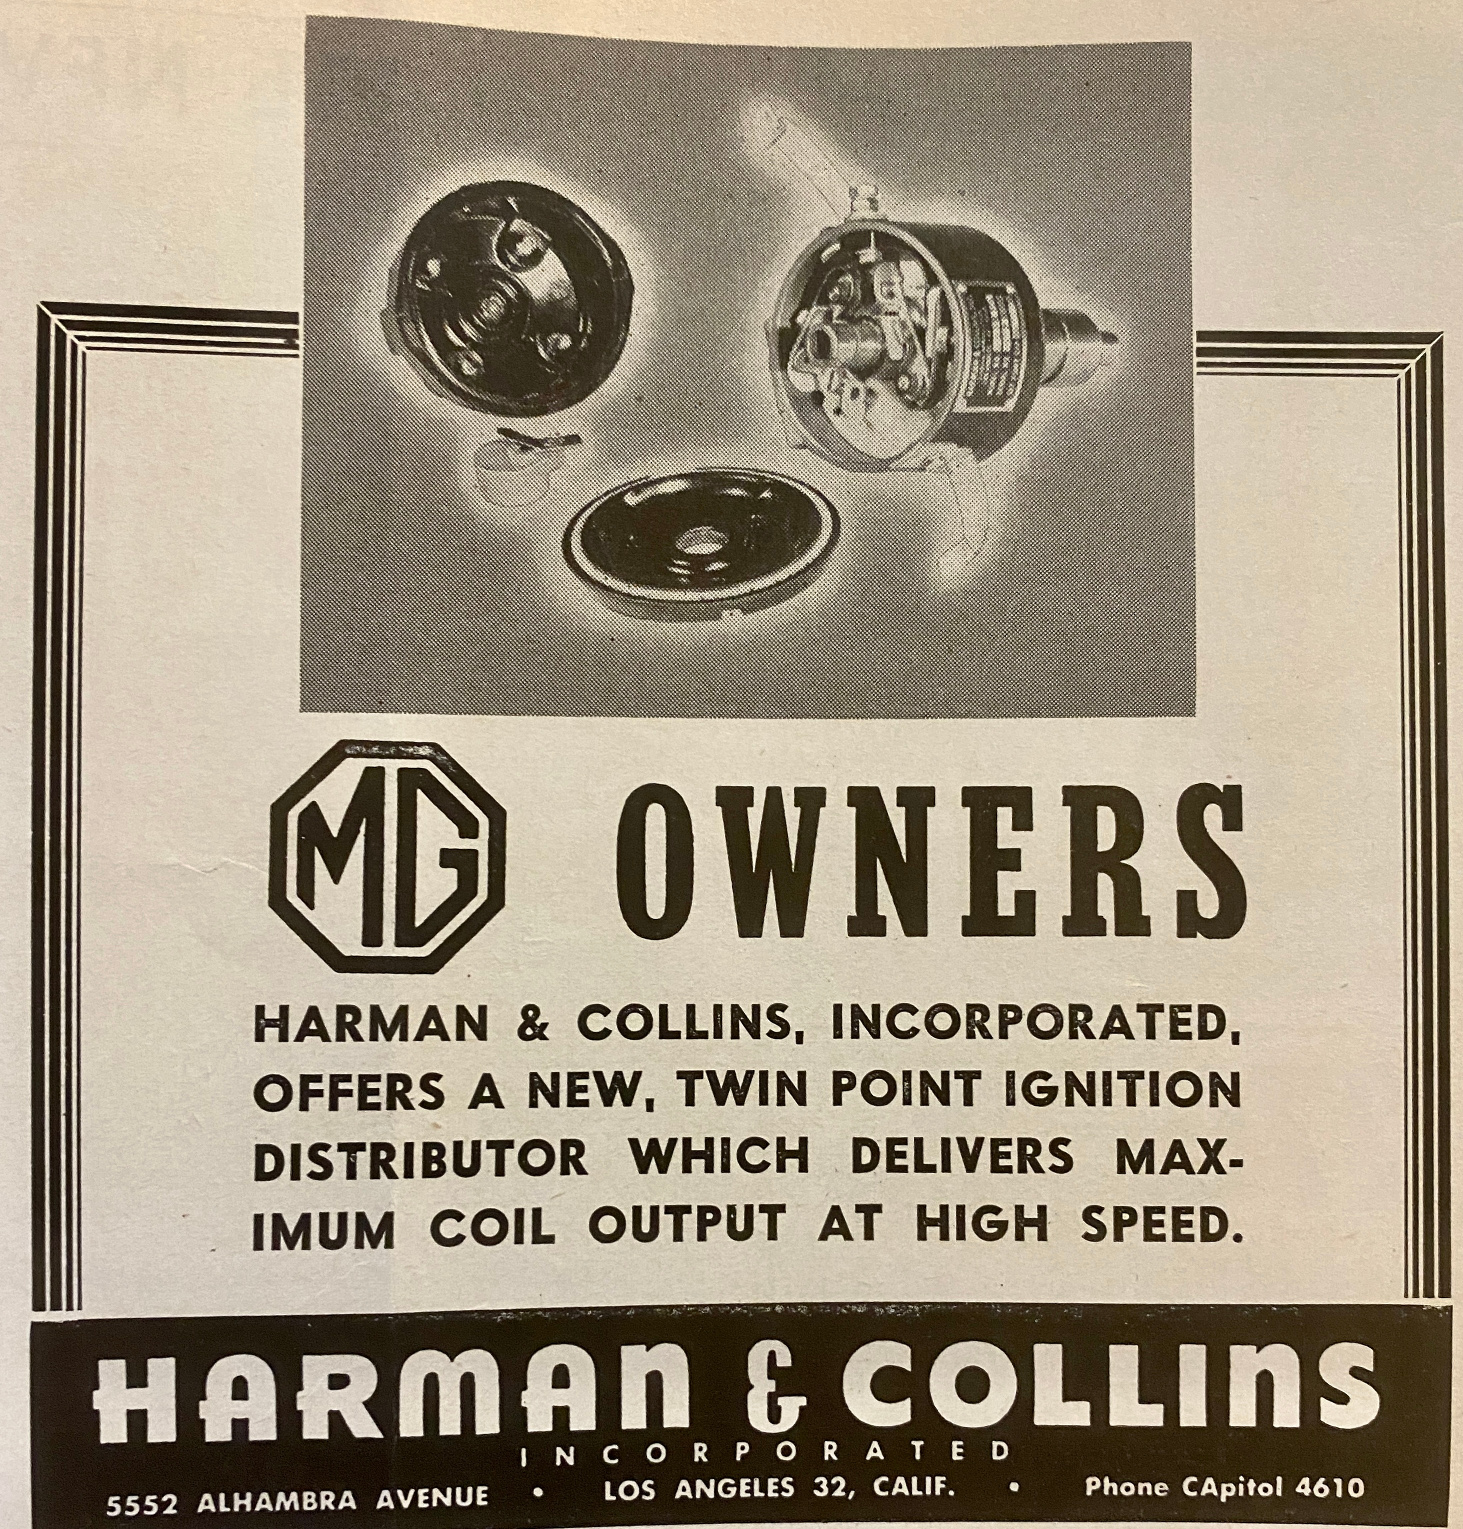 MG OWNERS
HARMAN & COLLINS, INCORPORATED,
OFFERS A NEW, TWIN POINT IGNITION
DISTRIBUTOR WHICH DELIVERS MAX-
IMUM COIL OUTPUT AT HIGH SPEED.
HARMAN & COLLINS
INCORPORATED
5552 ALHAMBRA AVENUE • LOS ANGELES 32, CALIF. • Phone CApitol 4610